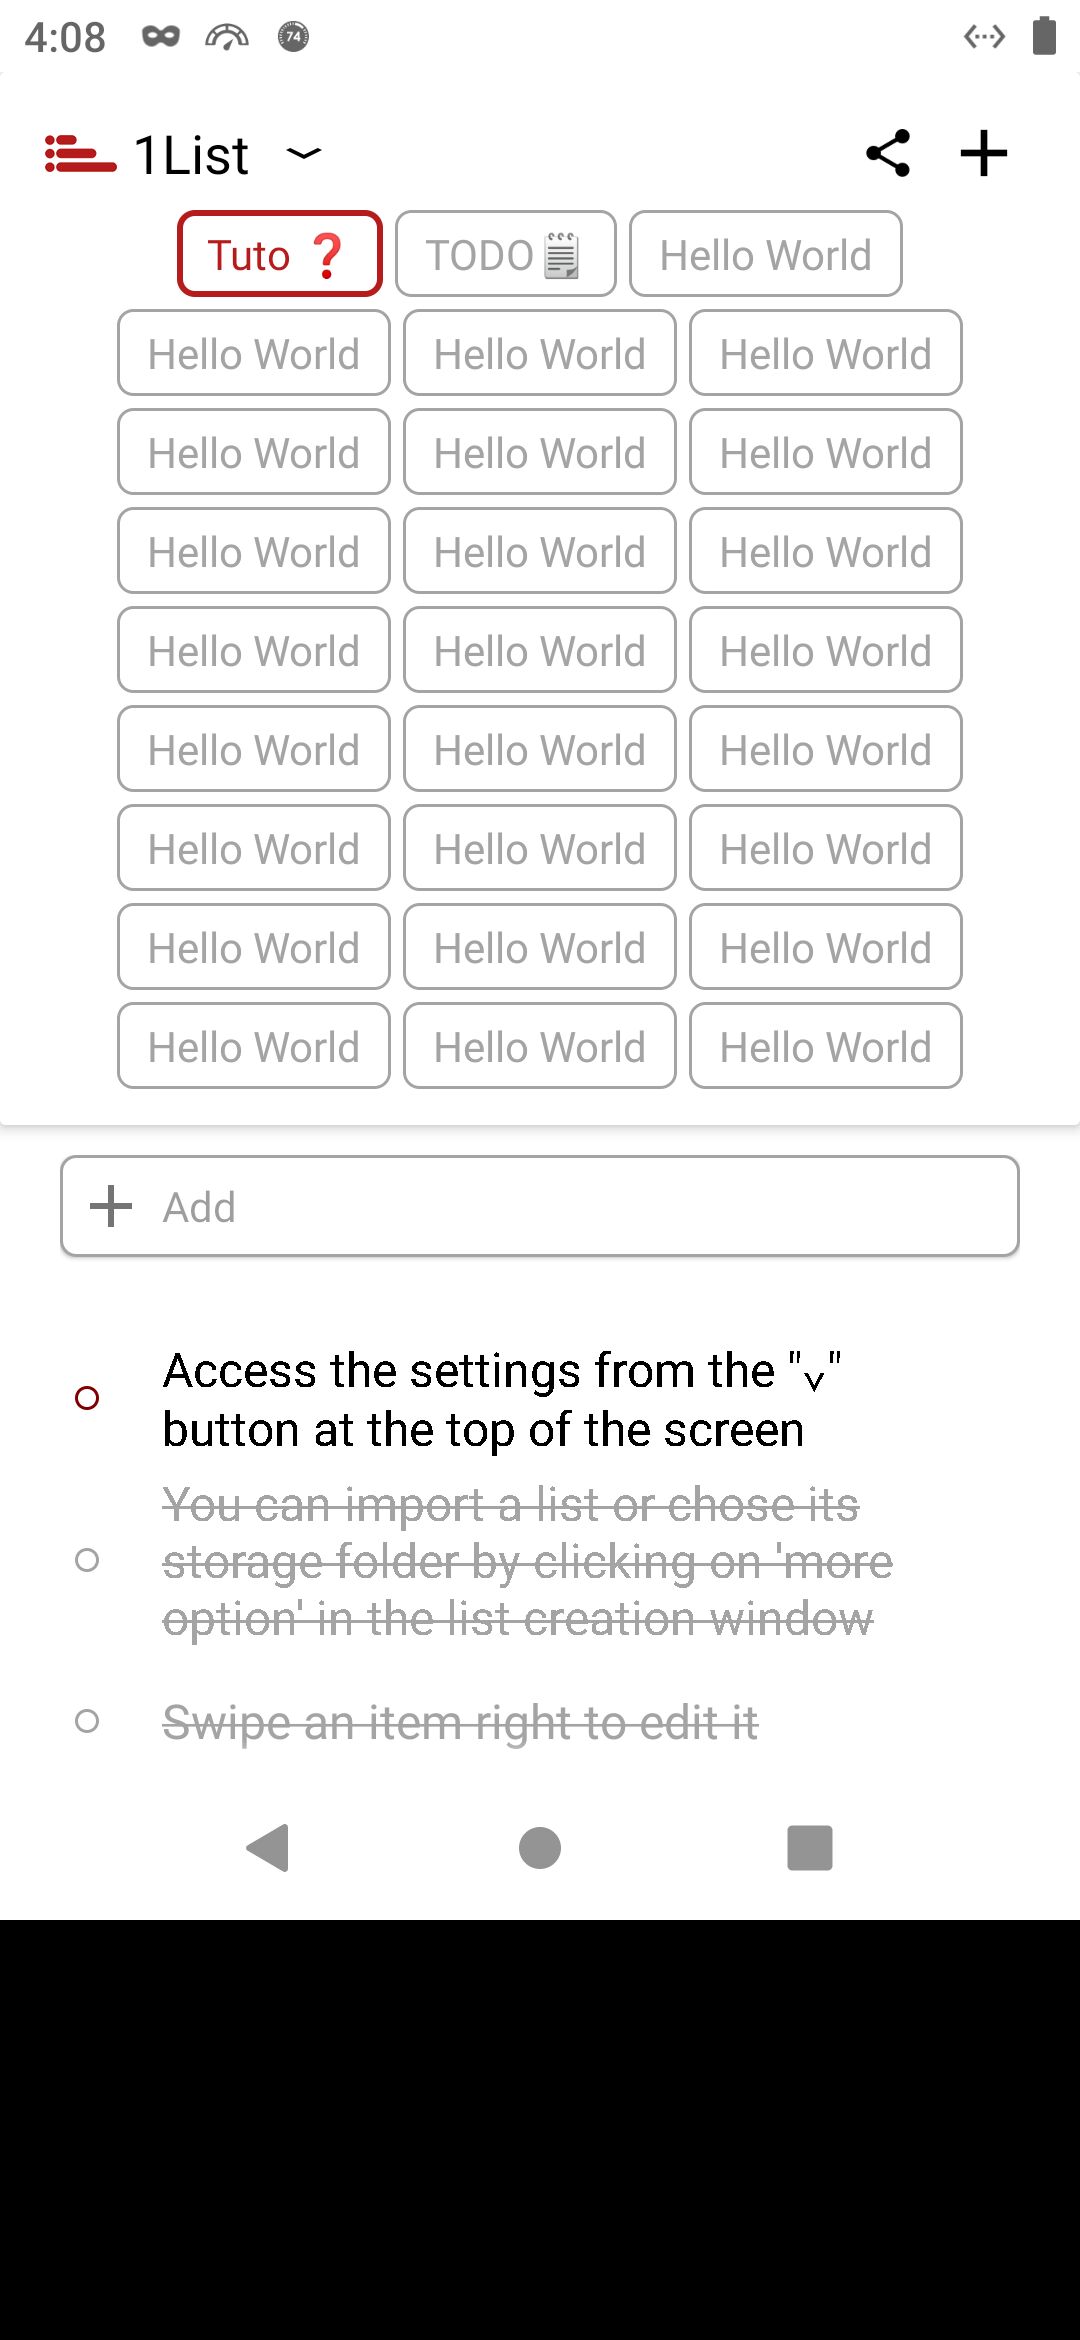 4:08
74
1List
Tuto ❓ TODO🗒 Hello World
Hello World Hello World Hello World
Hello World Hello World Hello World
Hello World Hello World Hello World
Hello World Hello World Hello World
Hello World Hello World Hello World
Hello World Hello World Hello World
Hello World Hello World Hello World
Hello World Hello World Hello World
Add
Access the settings from the "˅"
button at the top of the screen
You can import a list or chose its
storage folder by clicking on 'more
option' in the list creation window
Swipe an item right to edit it